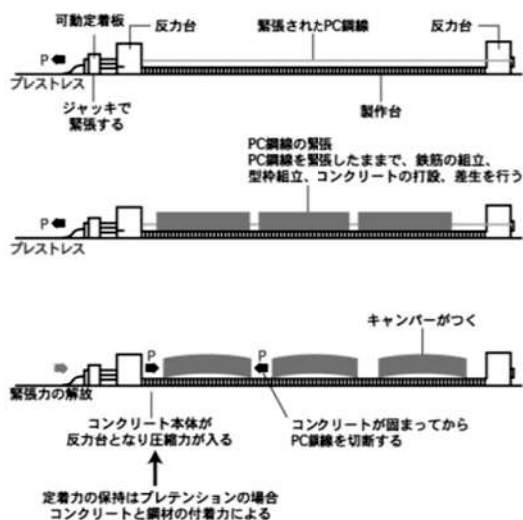 可動定着板
反力台
緊張されたPC鋼線
反力台
P
プレストレス
ジャッキで
緊張する
製作台
PC鋼線の緊張
PC鋼線を緊張したままで、鉄筋の組立、
型枠組立、コンクリートの打設、差生を行う
P
プレストレス
キャンバーがつく
P
P
緊張力の解放
コンクリート本体が
反力台となり圧縮力が入る
コンクリートが固まってから
PC鋼線を切断する
定着力の保持はプレテンションの場合
コンクリートと鋼材の付着力による